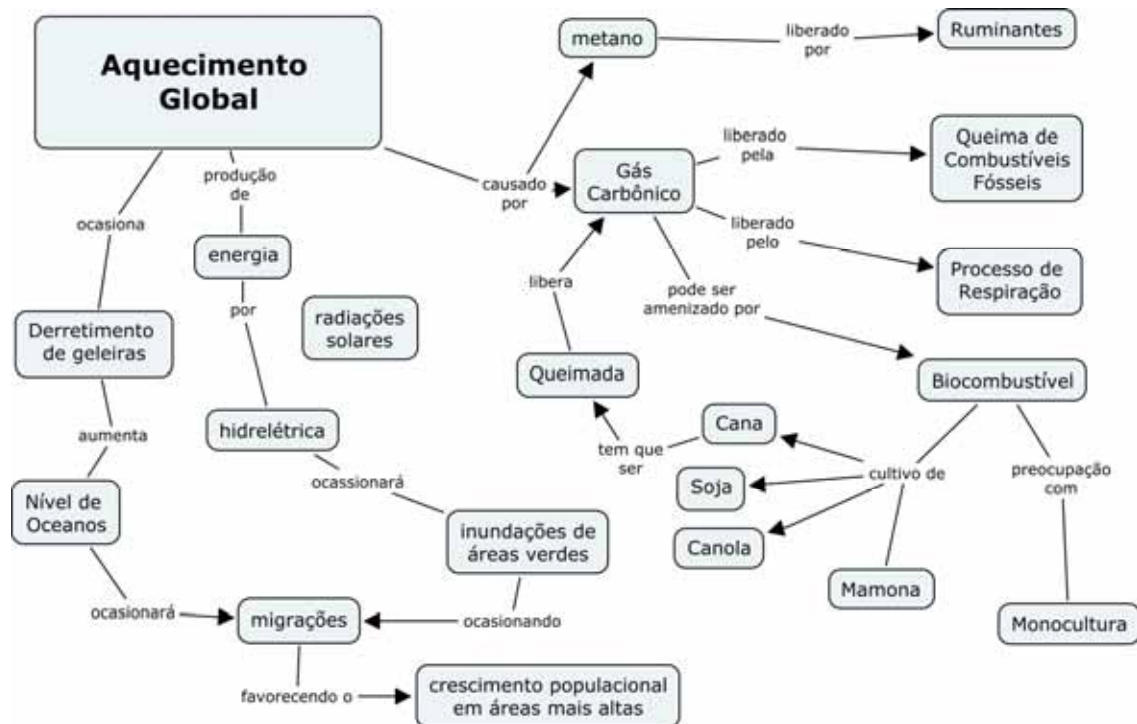 Aquecimento
Global
metano
liberado
por
Ruminantes
causado
por
Gás
Carbônico
liberado
pela
Queima de
Combustíveis
Fósseis
liberado
pelo
Processo de
Respiração
produção
de
ocasiona
energia
por
radiações
solares
Derretimento
de geleiras
libera
pode ser
amenizado por
Queimada
Biocombustível
aumenta
hidrelétrica
Cana
tem que
ser
Soja
cultivo de
preocupação
com
Canola
Mamona
Monocultura
ocassionará
Nível de
Oceanos
inundações de
áreas verdes
ocasionará
migrações
ocasionando
favorecendo o
crescimento populacional
em áreas mais altas